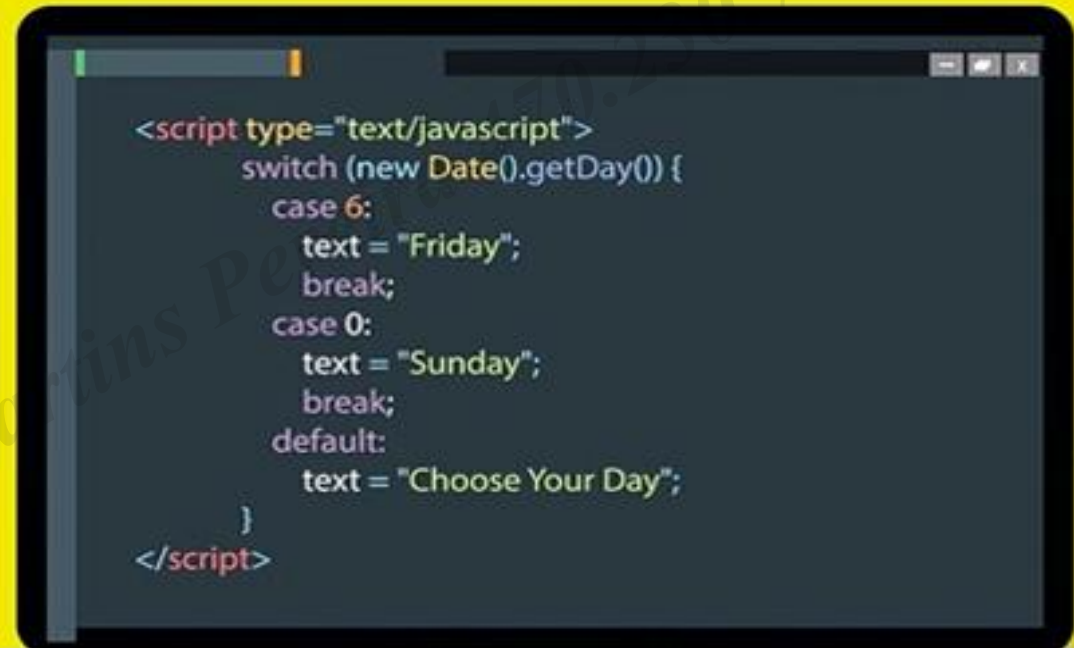 <script type="text/javascript">
switch (new Date().getDay()) {
case 6:
text = "Friday";
break;
case 0:
text = "Sunday";
break;
default:
text = "Choose Your Day";
}
</script>